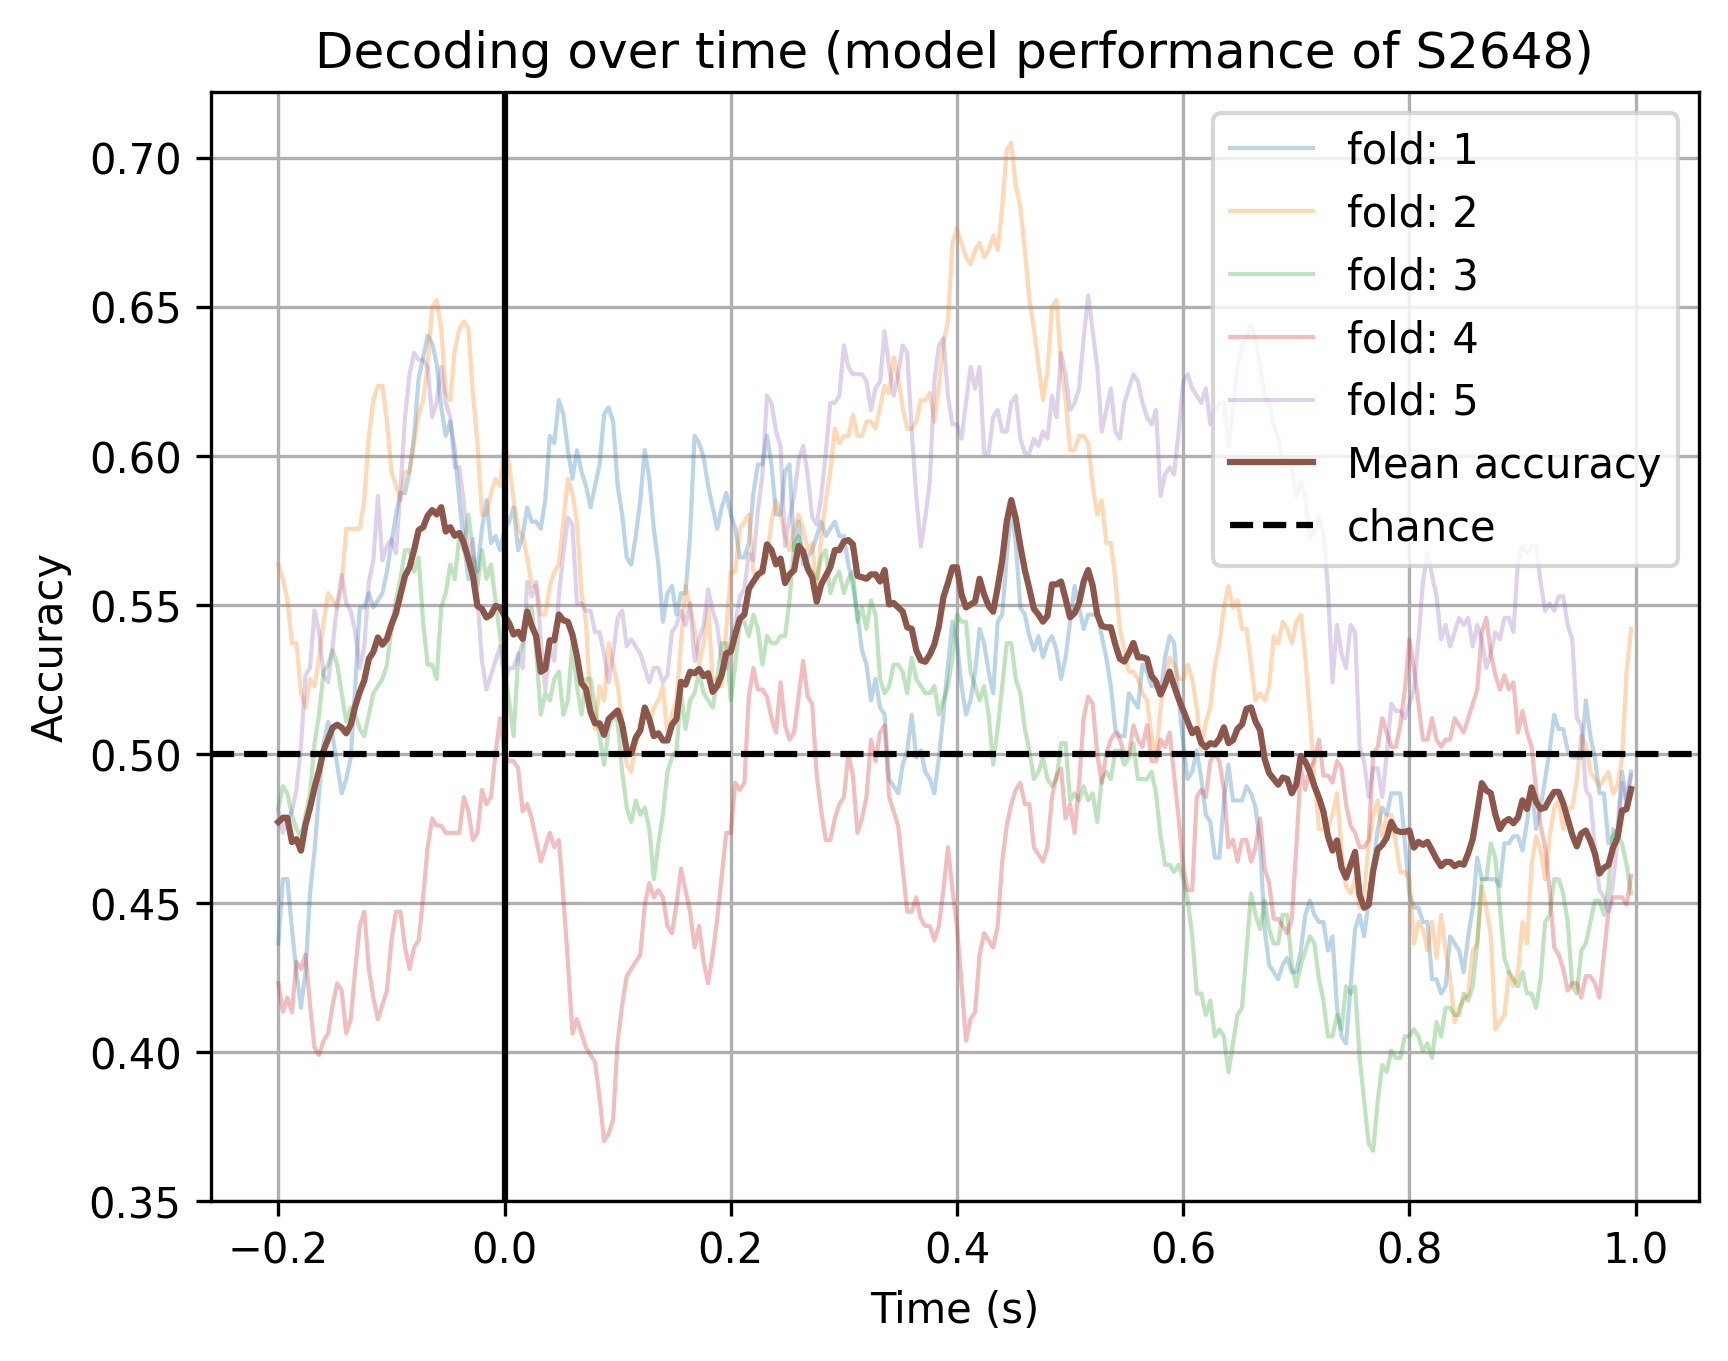 Decoding over time (model performance of S2648)
Accuracy
0.70
0.65
0.60
0.55
0.50
0.45
0.40
0.35
fold: 1
fold: 2
fold: 3
fold: 4
fold: 5
Mean accuracy
chance
−0.2 0.0 0.2 0.4 0.6 0.8 1.0
Time (s)